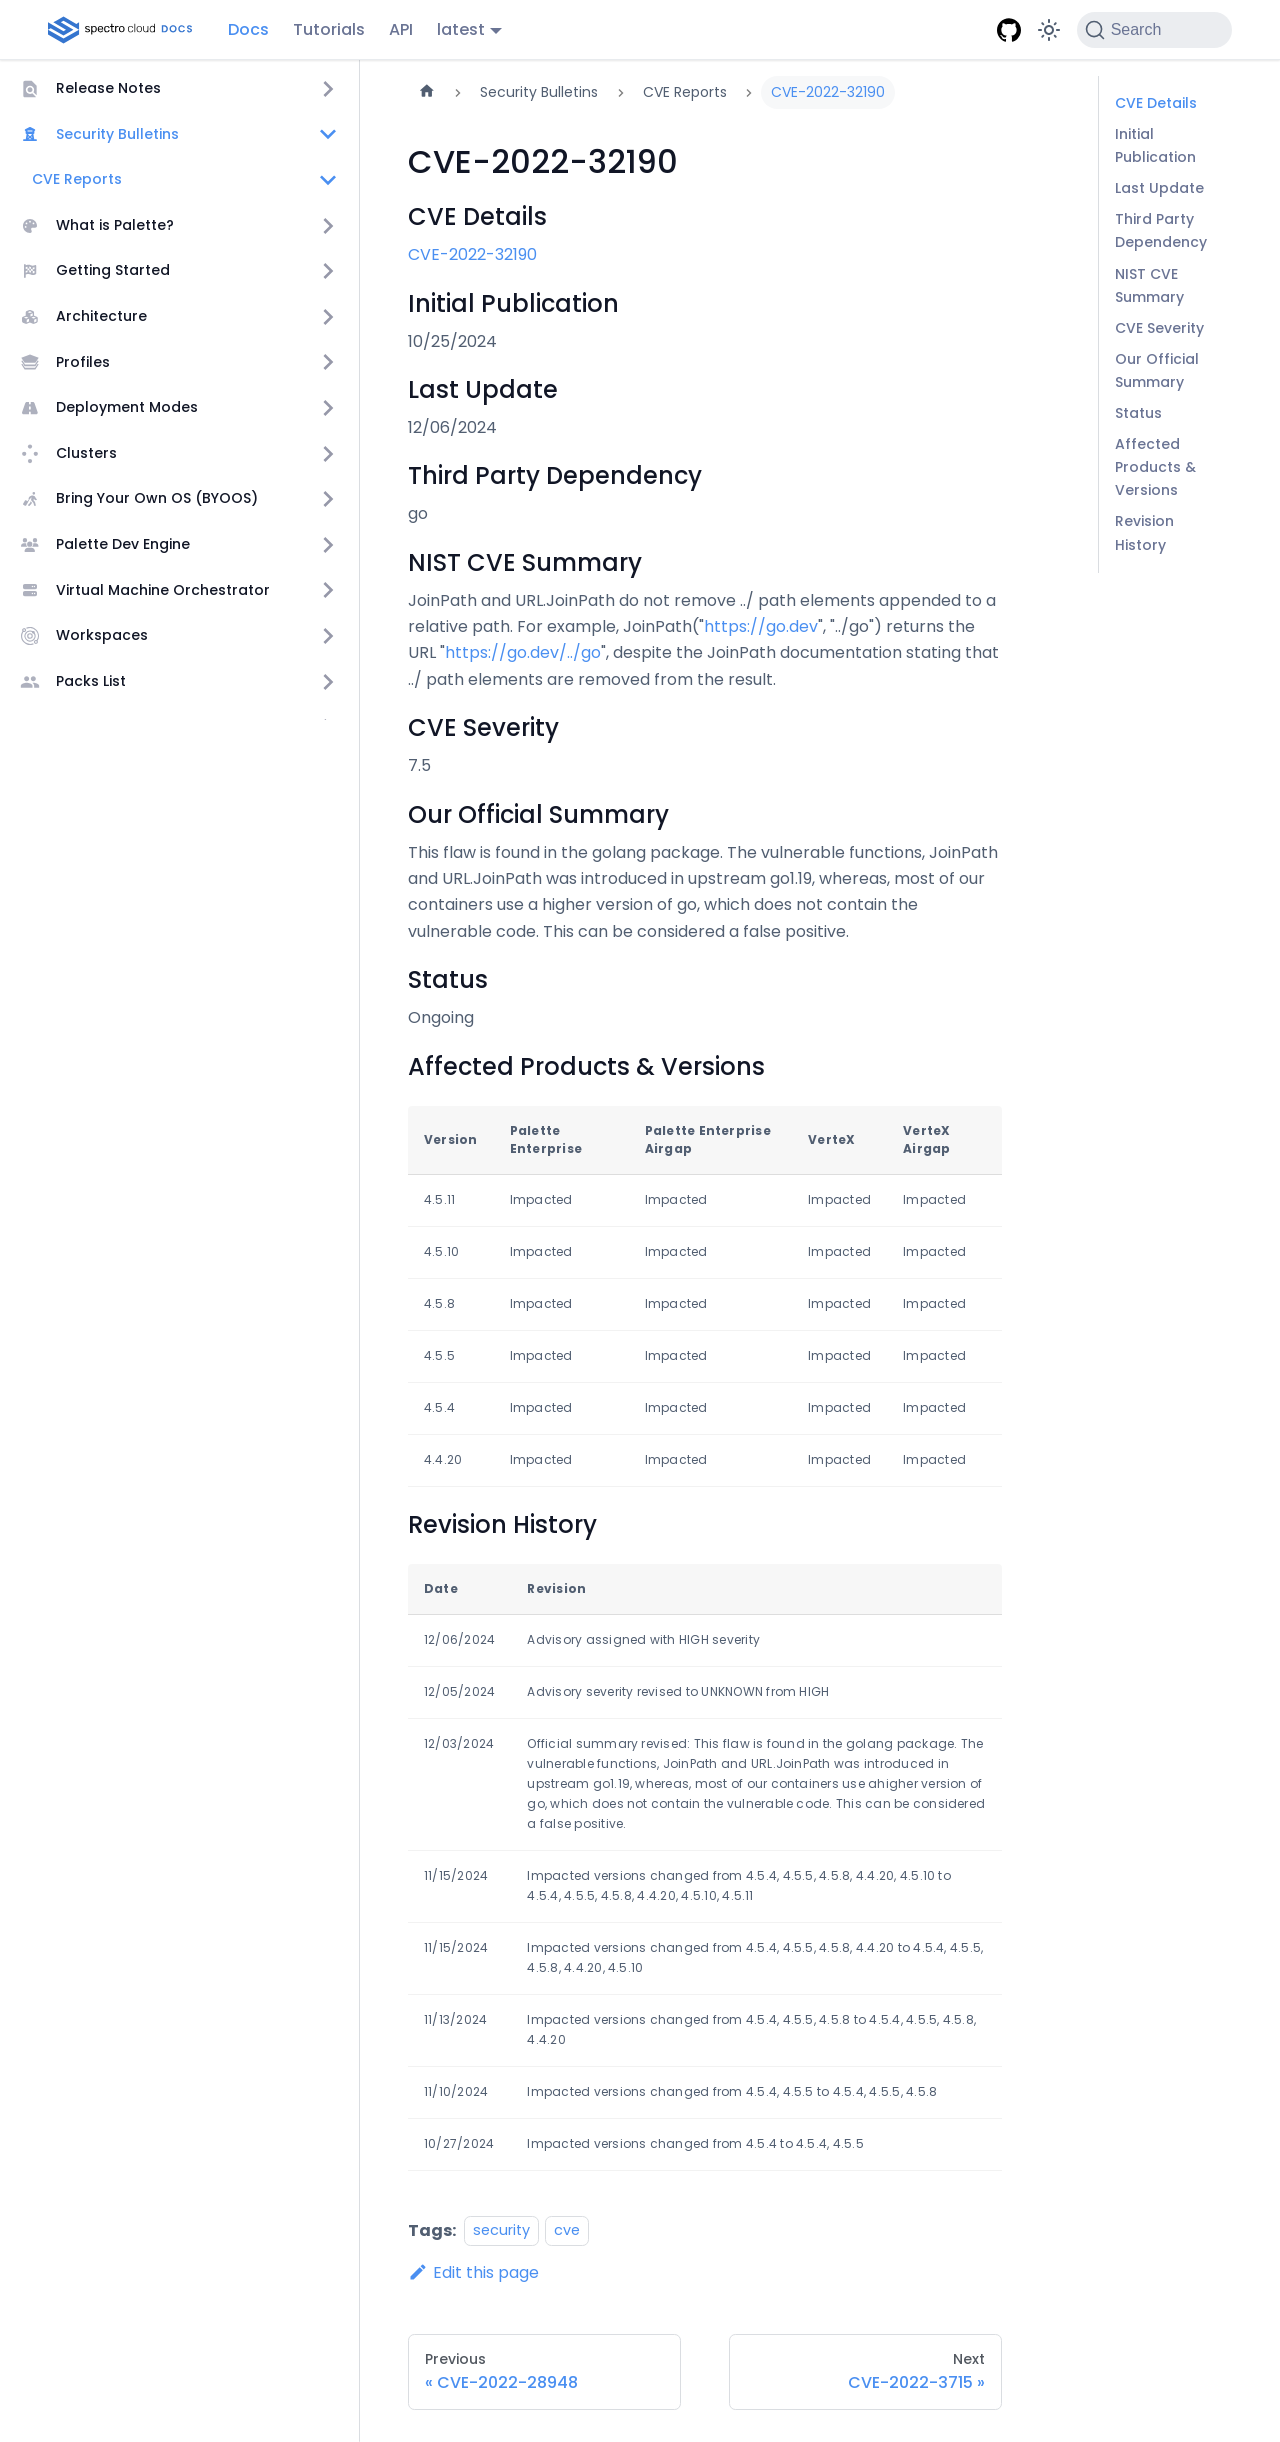 spectro cloud DOCS
Docs
Tutorials
API
latest
Search
Release Notes
Security Bulletins
CVE Reports
What is Palette?
Getting Started
Architecture
Profiles
Deployment Modes
Clusters
Bring Your Own OS (BYOOS)
Palette Dev Engine
Virtual Machine Orchestrator
Workspaces
Packs List
Security Bulletins
CVE Reports
CVE-2022-32190
CVE-2022-32190
CVE Details
CVE-2022-32190
Initial Publication
10/25/2024
Last Update
12/06/2024
Third Party Dependency
go
NIST CVE Summary
JoinPath and URL.JoinPath do not remove ../ path elements appended to a
relative path. For example, JoinPath("https://go.dev", "../go") returns the
URL "https://go.dev/../go", despite the JoinPath documentation stating that
../ path elements are removed from the result.
CVE Severity
7.5
Our Official Summary
This flaw is found in the golang package. The vulnerable functions, JoinPath
and URL.JoinPath was introduced in upstream go1.19, whereas, most of our
containers use a higher version of go, which does not contain the
vulnerable code. This can be considered a false positive.
Status
Ongoing
Affected Products & Versions
Version Palette Enterprise Palette Enterprise Airgap VerteX VerteX Airgap
4.5.11 Impacted Impacted Impacted Impacted
4.5.10 Impacted Impacted Impacted Impacted
4.5.8 Impacted Impacted Impacted Impacted
4.5.5 Impacted Impacted Impacted Impacted
4.5.4 Impacted Impacted Impacted Impacted
4.4.20 Impacted Impacted Impacted Impacted
Revision History
Date Revision
12/06/2024 Advisory assigned with HIGH severity
12/05/2024 Advisory severity revised to UNKNOWN from HIGH
12/03/2024 Official summary revised: This flaw is found in the golang package. The
vulnerable functions, JoinPath and URL.JoinPath was introduced in
upstream go1.19, whereas, most of our containers use ahigher version of
go, which does not contain the vulnerable code. This can be considered
a false positive.
11/15/2024 Impacted versions changed from 4.5.4, 4.5.5, 4.5.8, 4.4.20, 4.5.10 to
4.5.4, 4.5.5, 4.5.8, 4.4.20, 4.5.10, 4.5.11
11/15/2024 Impacted versions changed from 4.5.4, 4.5.5, 4.5.8, 4.4.20 to 4.5.4, 4.5.5,
4.5.8, 4.4.20, 4.5.10
11/13/2024 Impacted versions changed from 4.5.4, 4.5.5, 4.5.8 to 4.5.4, 4.5.5, 4.5.8,
4.4.20
11/10/2024 Impacted versions changed from 4.5.4, 4.5.5 to 4.5.4, 4.5.5, 4.5.8
10/27/2024 Impacted versions changed from 4.5.4 to 4.5.4, 4.5.5
Tags: security cve
Edit this page
Previous
« CVE-2022-28948
Next
CVE-2022-3715 »
CVE Details
Initial
Publication
Last Update
Third Party
Dependency
NIST CVE
Summary
CVE Severity
Our Official
Summary
Status
Affected
Products &
Versions
Revision
History